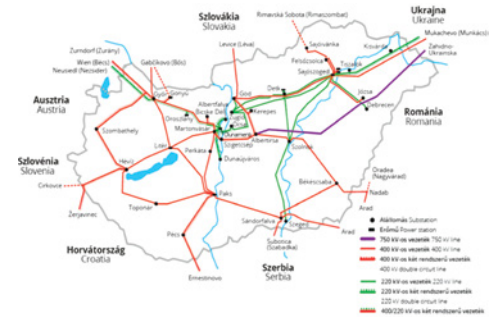 Szlovákia
Slovakia
Ukrajna
Ukraine
Rimavská Sobota (Rimaszombat)
Mukachevo (Munkács)
Zahidno-
Ukrainska
Zurndorf (Zurány)
Wien (Bécs)
Neusiedl (Nezsider)
Gabčíkovo (Bős)
Levice (Léva)
Sajóivánka
Kisvárda
Felsőzsolca
Sajószöged
Győr
Gönyű
Göd
Detk
Józsa
Debrecen
Ausztria
Austria
Albertfalva
Oroszlány
Bicske Dél
Kerepes
Martonvásár
Szombathely
Szigetcsép
Albertirsa
Szolnok
Románia
Romania
Litér
Perkáta
Dunaújváros
Szlovénia
Slovenia
Hévíz
Cirkovce
Oradea
(Nagyvárad)
Békéscsaba
Nadab
Arad
Toponár
Paks
Zerjavinec
Sándorfalva
Szeged
Arad
Pécs
Subotica
(Szabadka)
Horvátország
Croatia
Szerbia
Serbia
Ernestinovo
Alállomás Substation
Erőmű Power station
750 kV-os vezeték 750 kV line
400 kV-os vezeték 400 kV line
400 kV-os két rendszerű vezeték
400 kV double circuit line
220 kV-os vezeték 220 kV line
220 kV-os két rendszerű vezeték
220 kV double circuit line
400/220 kV-os két rendszerű vezeték